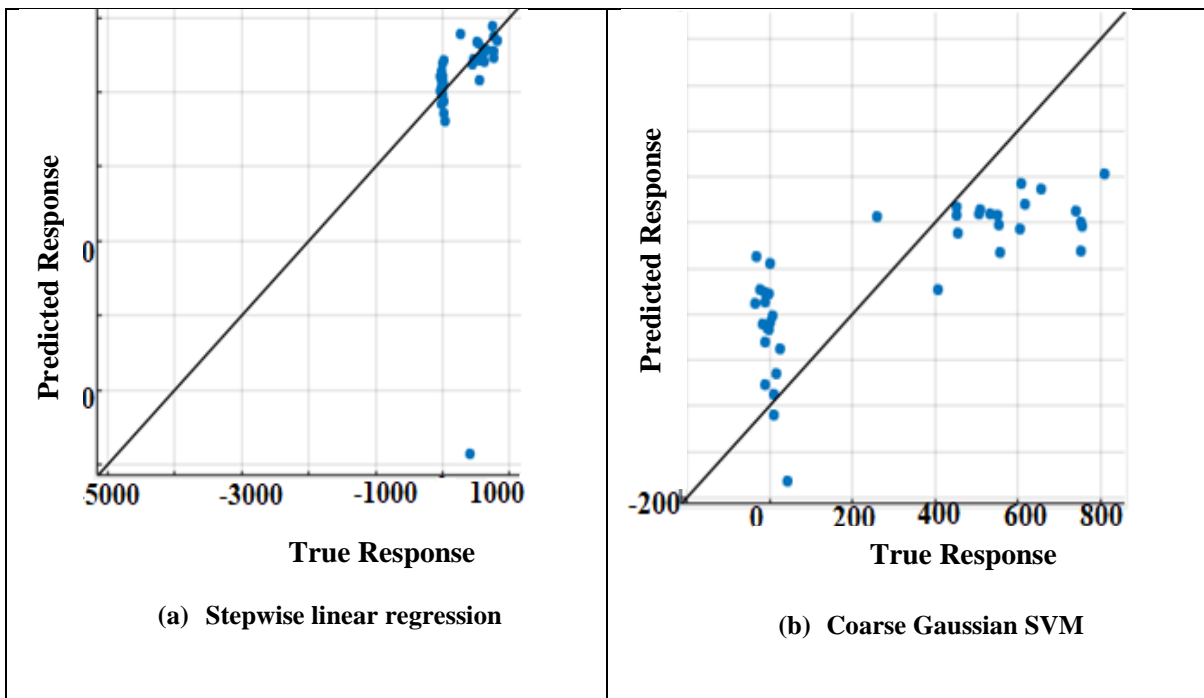 Predicted Response
0
0
-5000 -3000 -1000 1000
True Response
(a) Stepwise linear regression
Predicted Response
-200
0 200 400 600 800
True Response
(b) Coarse Gaussian SVM